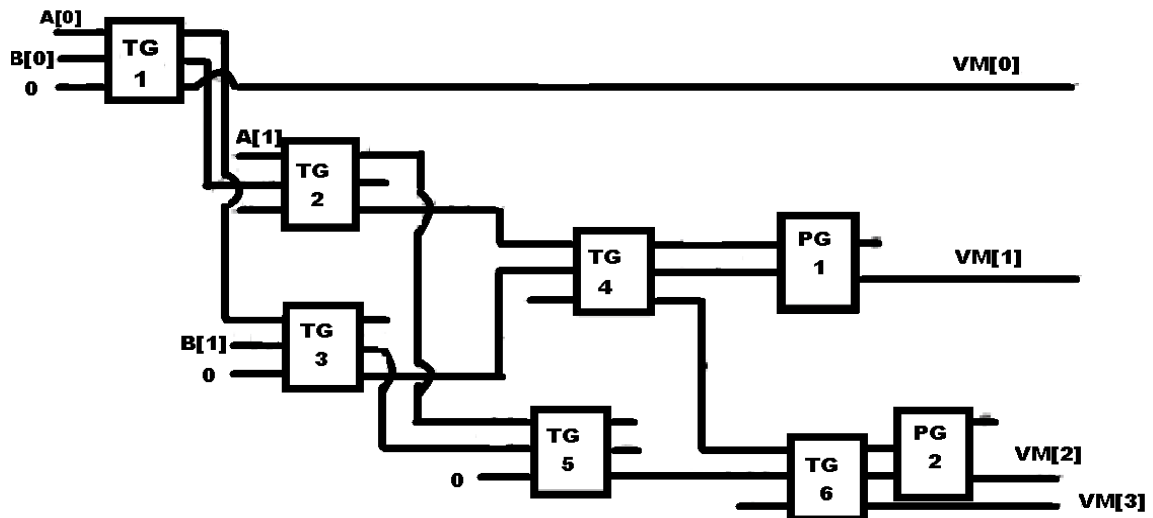 A[0]
B[0]
0
TG
1
VM[0]
A[1]
TG
2
TG
4
PG
1
VM[1]
B[1]
0
TG
3
TG
5
0
TG
6
PG
2
VM[2]
VM[3]